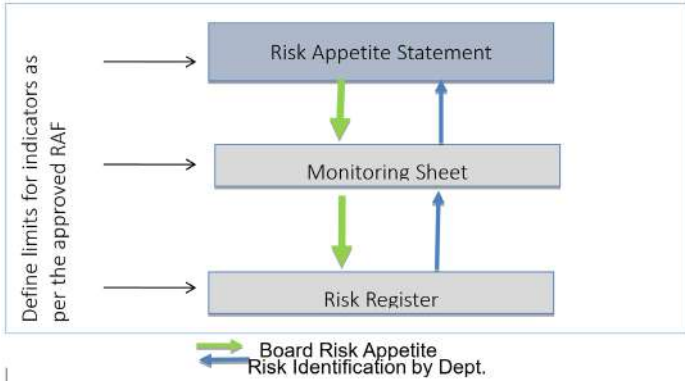 Define limits for indicators as
per the approved RAF
Risk Appetite Statement
Monitoring Sheet
Risk Register
Board Risk Appetite
Risk Identification by Dept.